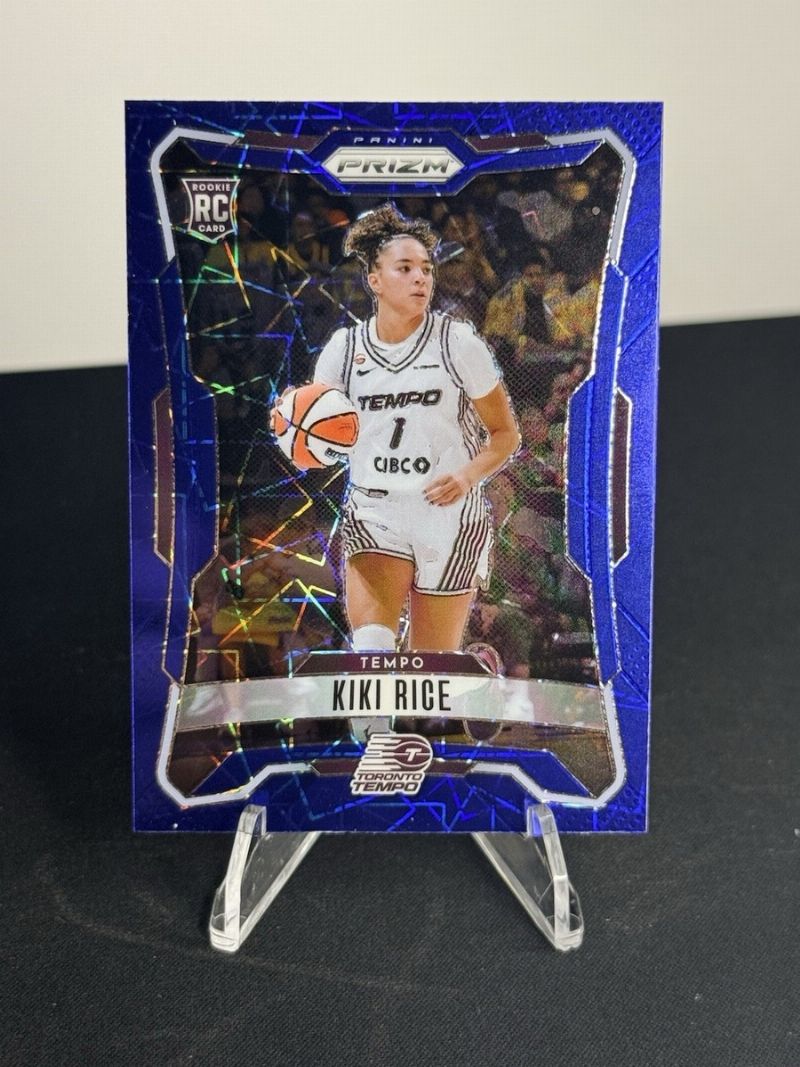 PANINI
PRIZM
ROOKIE
RC
CARD
TEMPO
1
CIBC
TEMPO
KIKI RICE
T
TORONTO
TEMPO